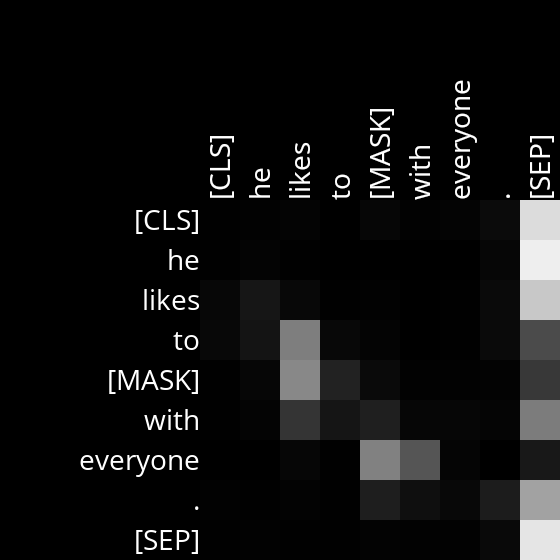 [CLS] he likes to [MASK] with everyone . [SEP]
[CLS]
he
likes
to
[MASK]
with
everyone
.
[SEP]